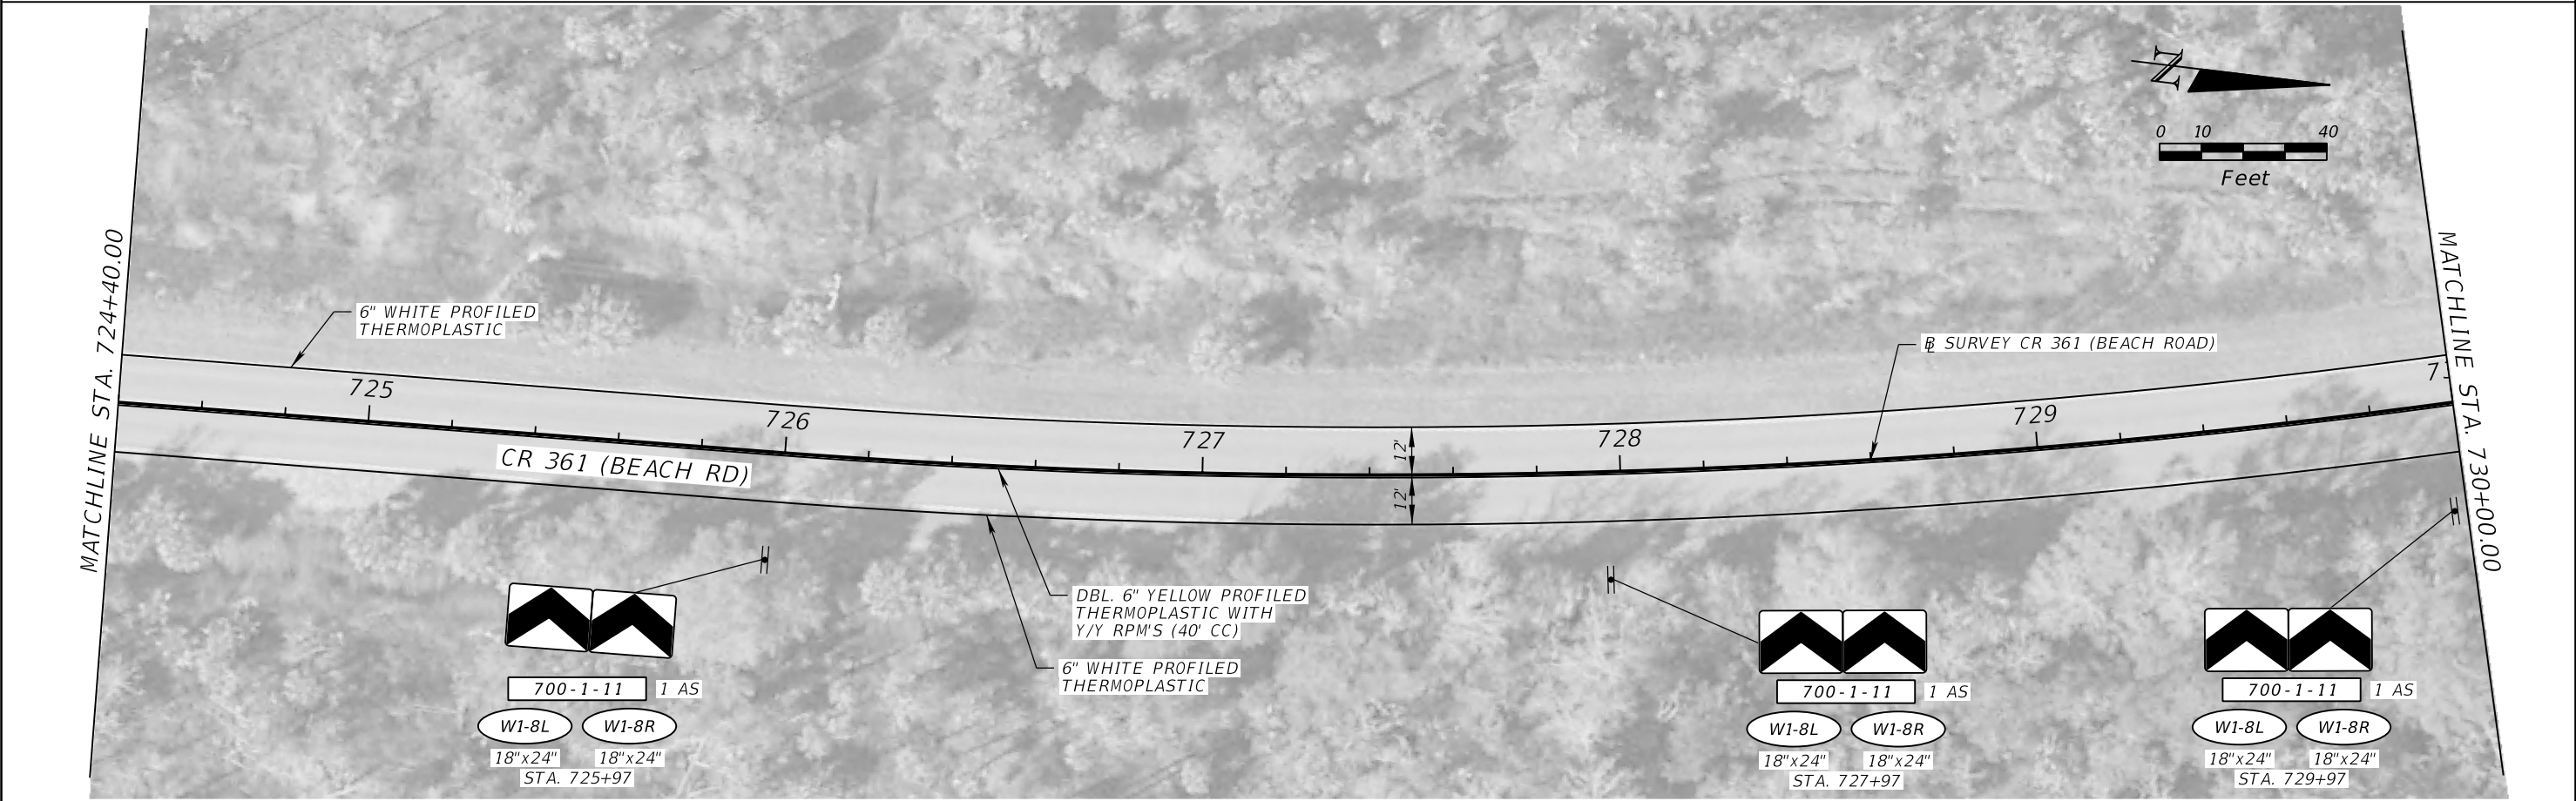 N
0 10 40
Feet
MATCHLINE STA. 724+40.00
MATCHLINE STA. 730+00.00
6" WHITE PROFILED
THERMOPLASTIC
B̲L SURVEY CR 361 (BEACH ROAD)
725
726
727
728
729
12'
12'
CR 361 (BEACH RD)
DBL. 6" YELLOW PROFILED
THERMOPLASTIC WITH
Y/Y RPM'S (40' CC)
6" WHITE PROFILED
THERMOPLASTIC
700-1-11 1 AS
W1-8L W1-8R
18"x24" 18"x24"
STA. 725+97
700-1-11 1 AS
W1-8L W1-8R
18"x24" 18"x24"
STA. 727+97
700-1-11 1 AS
W1-8L W1-8R
18"x24" 18"x24"
STA. 729+97